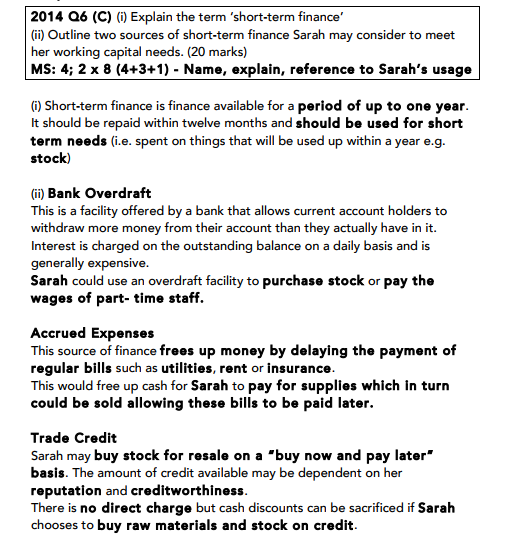 2014 Q6 (C) (i) Explain the term ‘short-term finance’
(ii) Outline two sources of short-term finance Sarah may consider to meet
her working capital needs. (20 marks)
MS: 4; 2 x 8 (4+3+1) - Name, explain, reference to Sarah’s usage
(i) Short-term finance is finance available for a period of up to one year.
It should be repaid within twelve months and should be used for short
term needs (i.e. spent on things that will be used up within a year e.g.
stock)
(ii) Bank Overdraft
This is a facility offered by a bank that allows current account holders to
withdraw more money from their account than they actually have in it.
Interest is charged on the outstanding balance on a daily basis and is
generally expensive.
Sarah could use an overdraft facility to purchase stock or pay the
wages of part- time staff.
Accrued Expenses
This source of finance frees up money by delaying the payment of
regular bills such as utilities, rent or insurance.
This would free up cash for Sarah to pay for supplies which in turn
could be sold allowing these bills to be paid later.
Trade Credit
Sarah may buy stock for resale on a “buy now and pay later”
basis. The amount of credit available may be dependent on her
reputation and creditworthiness.
There is no direct charge but cash discounts can be sacrificed if Sarah
chooses to buy raw materials and stock on credit.